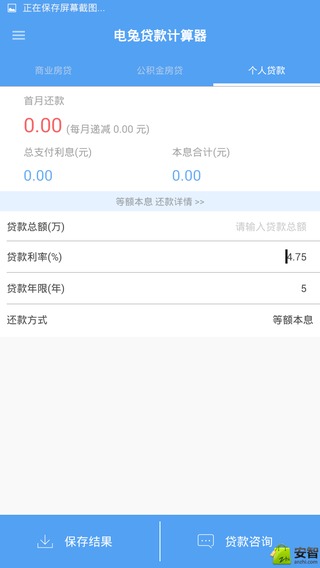 正在保存屏幕截图...
电兔贷款计算器
商业房贷 公积金房贷 个人贷款
首月还款
0.00 (每月递减 0.00 元)
总支付利息(元) 本息合计(元)
0.00 0.00
等额本息 还款详情 >>
贷款总额(万) 请输入贷款总额
贷款利率(%) 4.75
贷款年限(年) 5
还款方式 等额本息
保存结果 贷款咨询
安智
anzhi.com